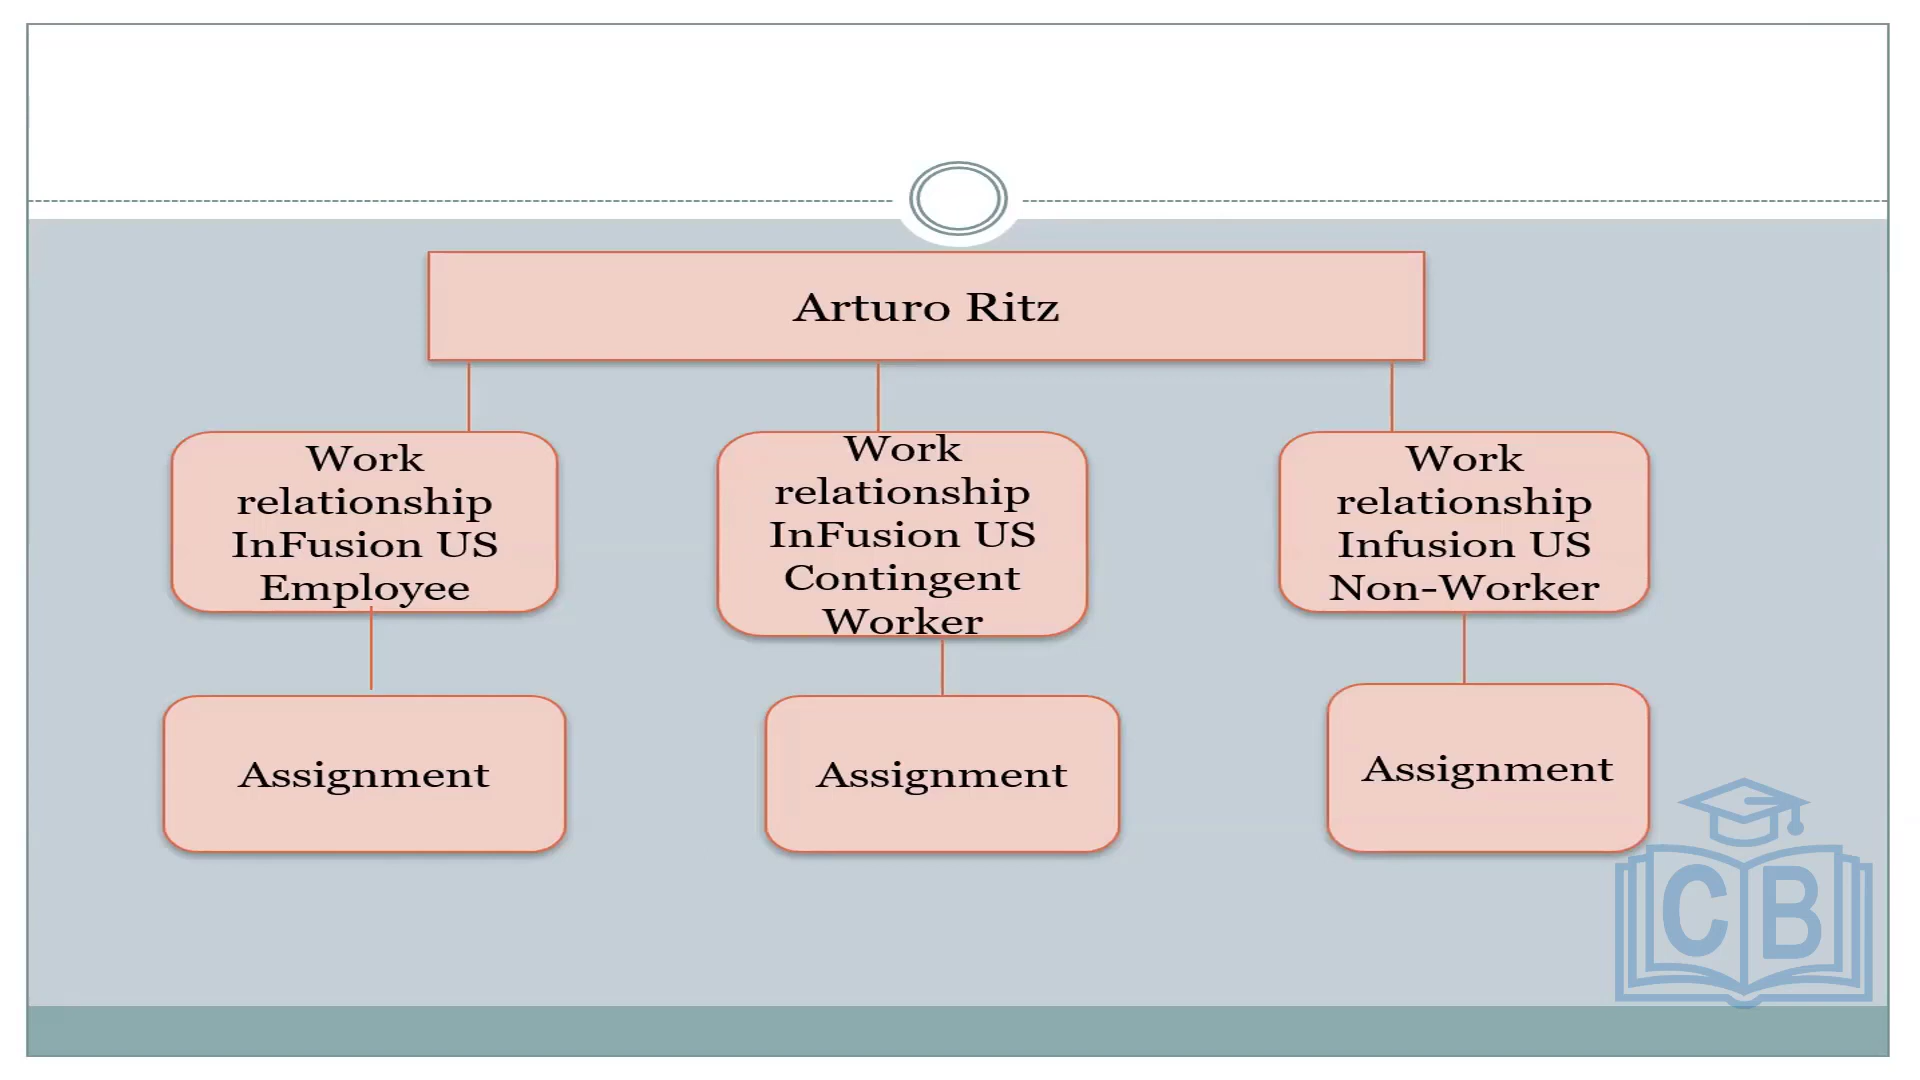 Arturo Ritz
Work
relationship
InFusion US
Employee
Work
relationship
InFusion US
Contingent
Worker
Work
relationship
Infusion US
Non-Worker
Assignment
Assignment
Assignment
CB